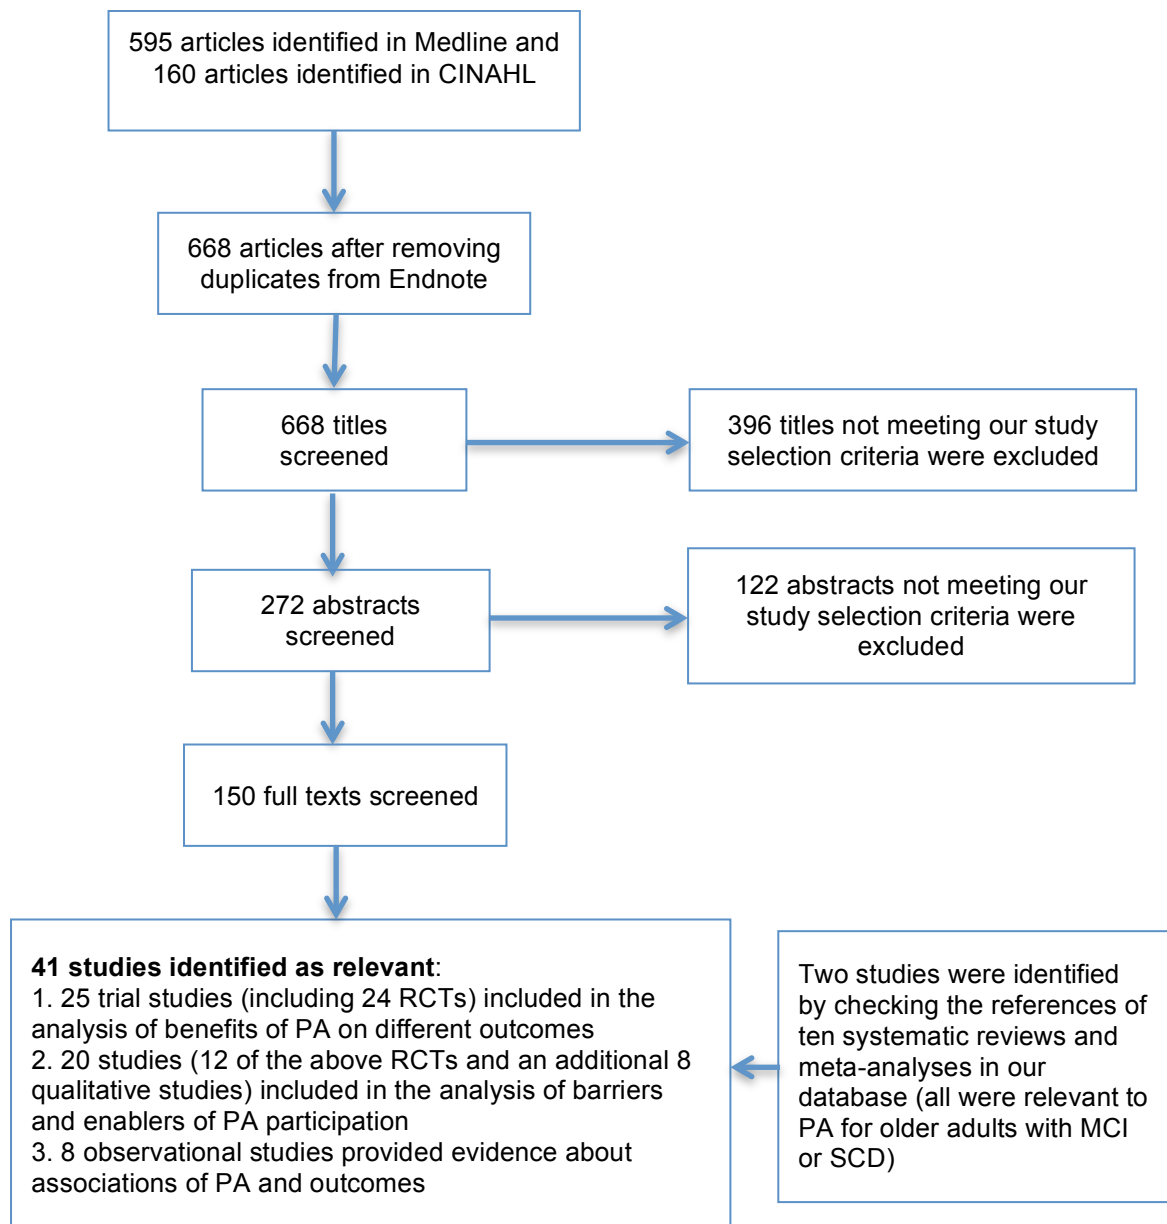 595 articles identified in Medline and
160 articles identified in CINAHL
668 articles after removing
duplicates from Endnote
668 titles
screened
396 titles not meeting our study
selection criteria were excluded
272 abstracts
screened
122 abstracts not meeting our
study selection criteria were
excluded
150 full texts screened
41 studies identified as relevant:
1. 25 trial studies (including 24 RCTs) included in the
analysis of benefits of PA on different outcomes
2. 20 studies (12 of the above RCTs and an additional 8
qualitative studies) included in the analysis of barriers
and enablers of PA participation
3. 8 observational studies provided evidence about
associations of PA and outcomes
Two studies were identified
by checking the references of
ten systematic reviews and
meta-analyses in our
database (all were relevant to
PA for older adults with MCI
or SCD)